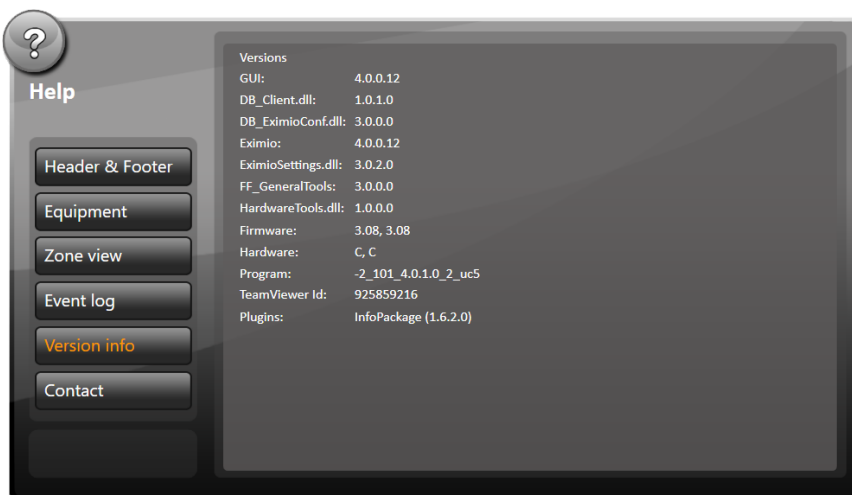 ?
Help
Header & Footer
Equipment
Zone view
Event log
Version info
Contact
Versions
GUI: 4.0.0.12
DB_Client.dll: 1.0.1.0
DB_EximioConf.dll: 3.0.0.0
Eximio: 4.0.0.12
EximioSettings.dll: 3.0.2.0
FF_GeneralTools: 3.0.0.0
HardwareTools.dll: 1.0.0.0
Firmware: 3.08, 3.08
Hardware: C, C
Program: -2_101_4.0.1.0_2_uc5
TeamViewer Id: 925859216
Plugins: InfoPackage (1.6.2.0)